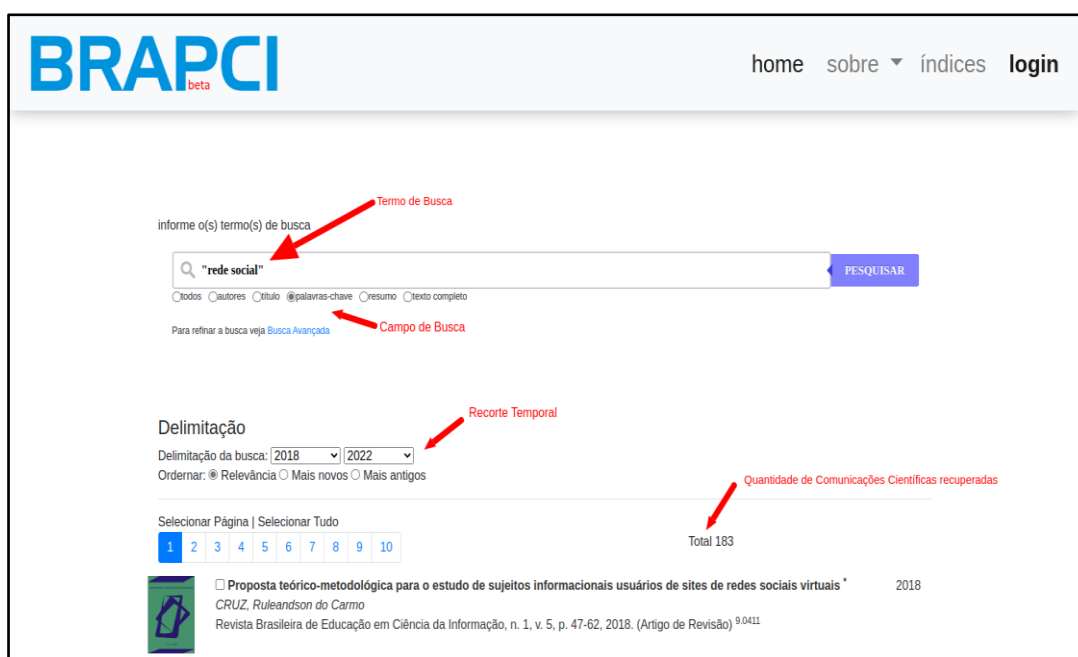 BRAPCI
beta
home sobre índices login
Termo de Busca
informe o(s) termo(s) de busca
"rede social"
PESQUISAR
todos autores título palavras-chave resumo texto completo
Campo de Busca
Para refinar a busca veja Busca Avançada
Recorte Temporal
Delimitação
Delimitação da busca: 2018 2022
Ordernar: Relevância Mais novos Mais antigos
Quantidade de Comunicações Científicas recuperadas
Selecionar Página | Selecionar Tudo
Total 183
1 2 3 4 5 6 7 8 9 10
Proposta teórico-metodológica para o estudo de sujeitos informacionais usuários de sites de redes sociais virtuais * 2018
CRUZ, Ruleandson do Carmo
Revista Brasileira de Educação em Ciência da Informação, n. 1, v. 5, p. 47-62, 2018. (Artigo de Revisão) 9.0411